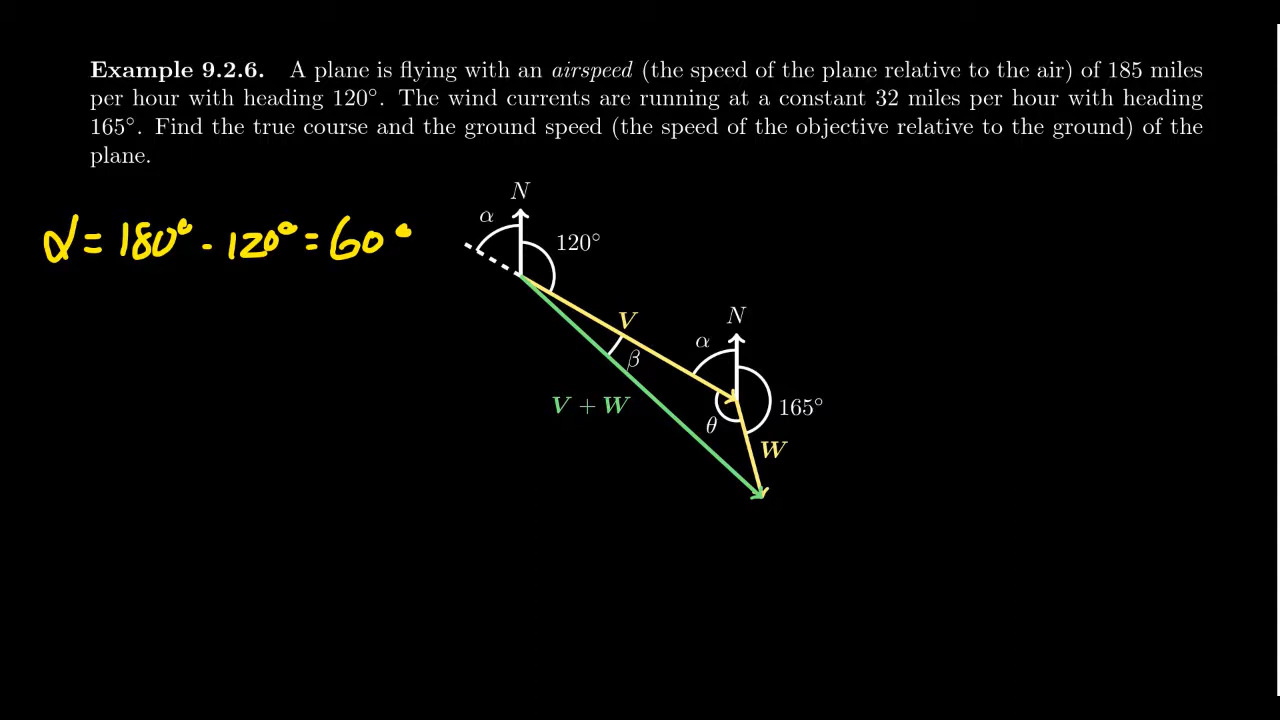 Example 9.2.6. A plane is flying with an airspeed (the speed of the plane relative to the air) of 185 miles
per hour with heading 120°. The wind currents are running at a constant 32 miles per hour with heading
165°. Find the true course and the ground speed (the speed of the objective relative to the ground) of the
plane.
α = 180° - 120° = 60°
N
α
120°
V
β
N
α
V + W
165°
θ
W